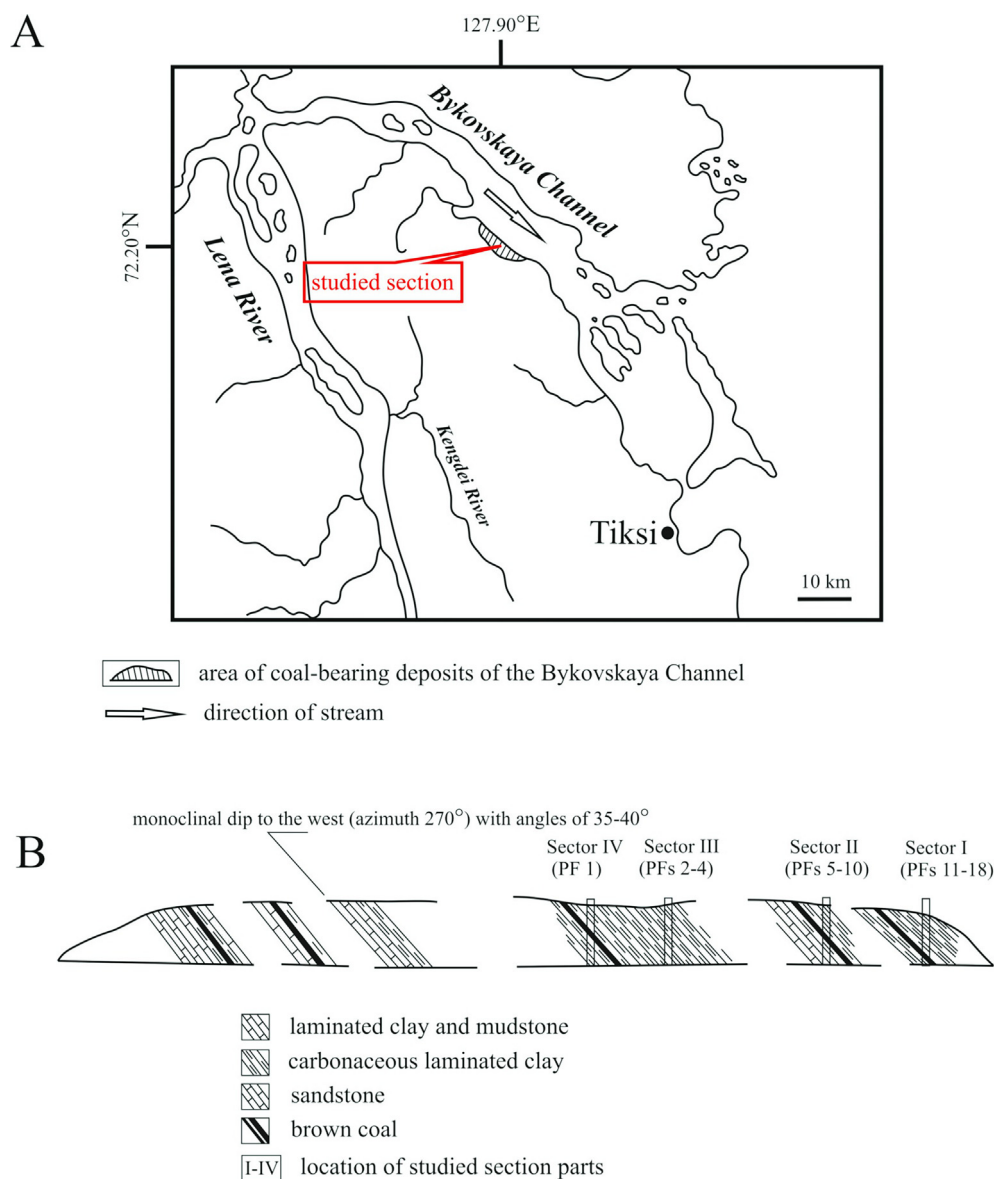 A
127.90°E
72.20°N
Bykovskaya Channel
Lena River
studied section
Kengdei River
Tiksi
10 km
area of coal-bearing deposits of the Bykovskaya Channel
direction of stream
monoclinal dip to the west (azimuth 270°) with angles of 35-40°
B
Sector IV
(PF 1)
Sector III
(PFs 2-4)
Sector II
(PFs 5-10)
Sector I
(PFs 11-18)
laminated clay and mudstone
carbonaceous laminated clay
sandstone
brown coal
I-IV location of studied section parts